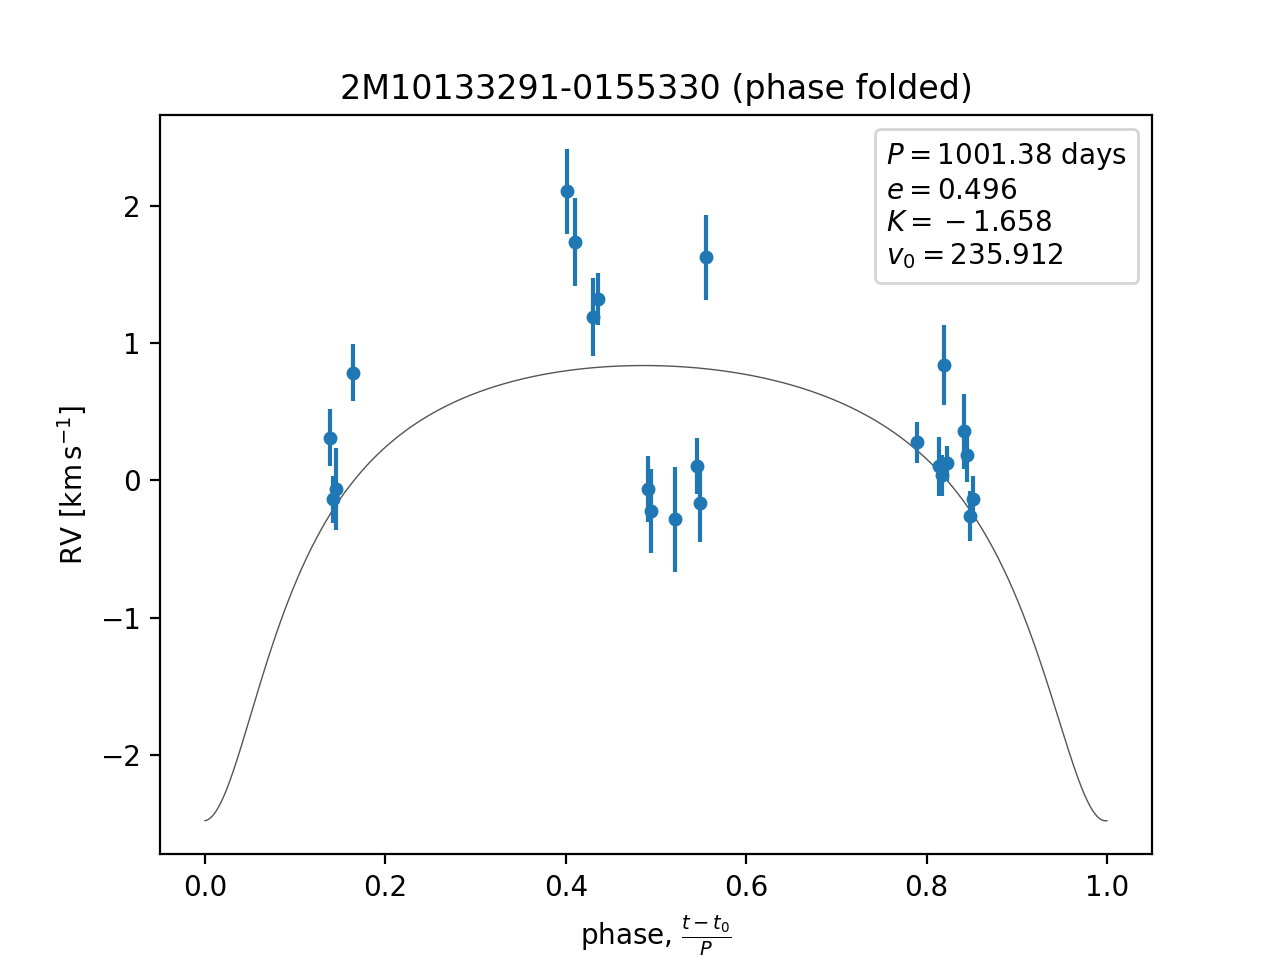 2M10133291-0155330 (phase folded)
P = 1001.38 days
e = 0.496
K = −1.658
v₀ = 235.912
RV [km s⁻¹]
2
1
0
−1
−2
0.0 0.2 0.4 0.6 0.8 1.0
phase, (t − t₀)/P